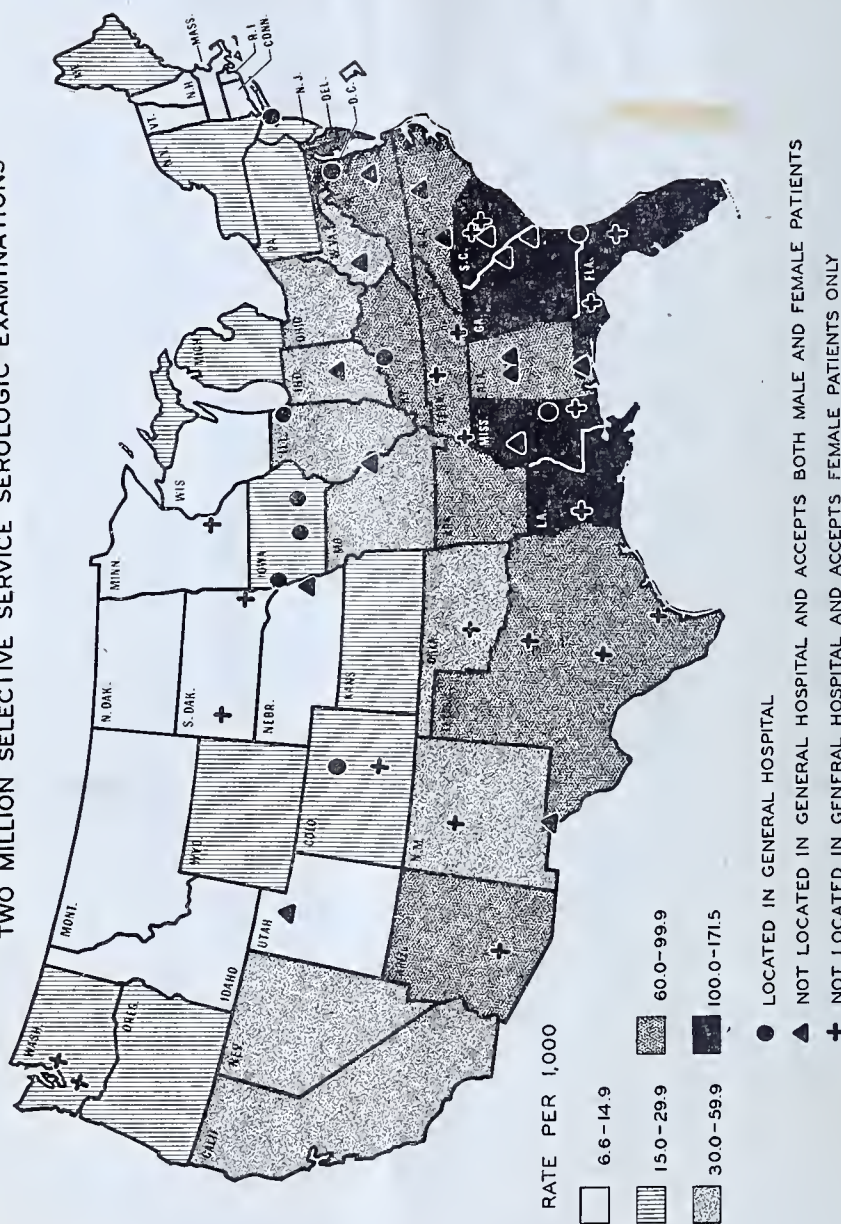 TWO MILLION SELECTIVE SERVICE SEROLOGIC EXAMINATIONS
WASH.
OREG.
CALIF.
NEV.
IDAHO
MONT.
WYO.
UTAH
COLO.
ARIZ.
N.M.
N. DAK.
S. DAK.
NEBR.
KANS
OKLA.
MINN.
IOWA
MO.
LA.
WIS
ILL.
MICH.
IND.
OHIO
TENN.
MISS.
ALA.
GA.
FLA.
S.C.
W.VA.
PA.
N.Y.
VT.
N.H.
ME.
MASS.
R.I
CONN.
N.J.
DEL.
D.C.
RATE PER 1,000
6.6-14.9
15.0-29.9
30.0-59.9
60.0-99.9
100.0-171.5
LOCATED IN GENERAL HOSPITAL
NOT LOCATED IN GENERAL HOSPITAL AND ACCEPTS BOTH MALE AND FEMALE PATIENTS
NOT LOCATED IN GENERAL HOSPITAL AND ACCEPTS FEMALE PATIENTS ONLY